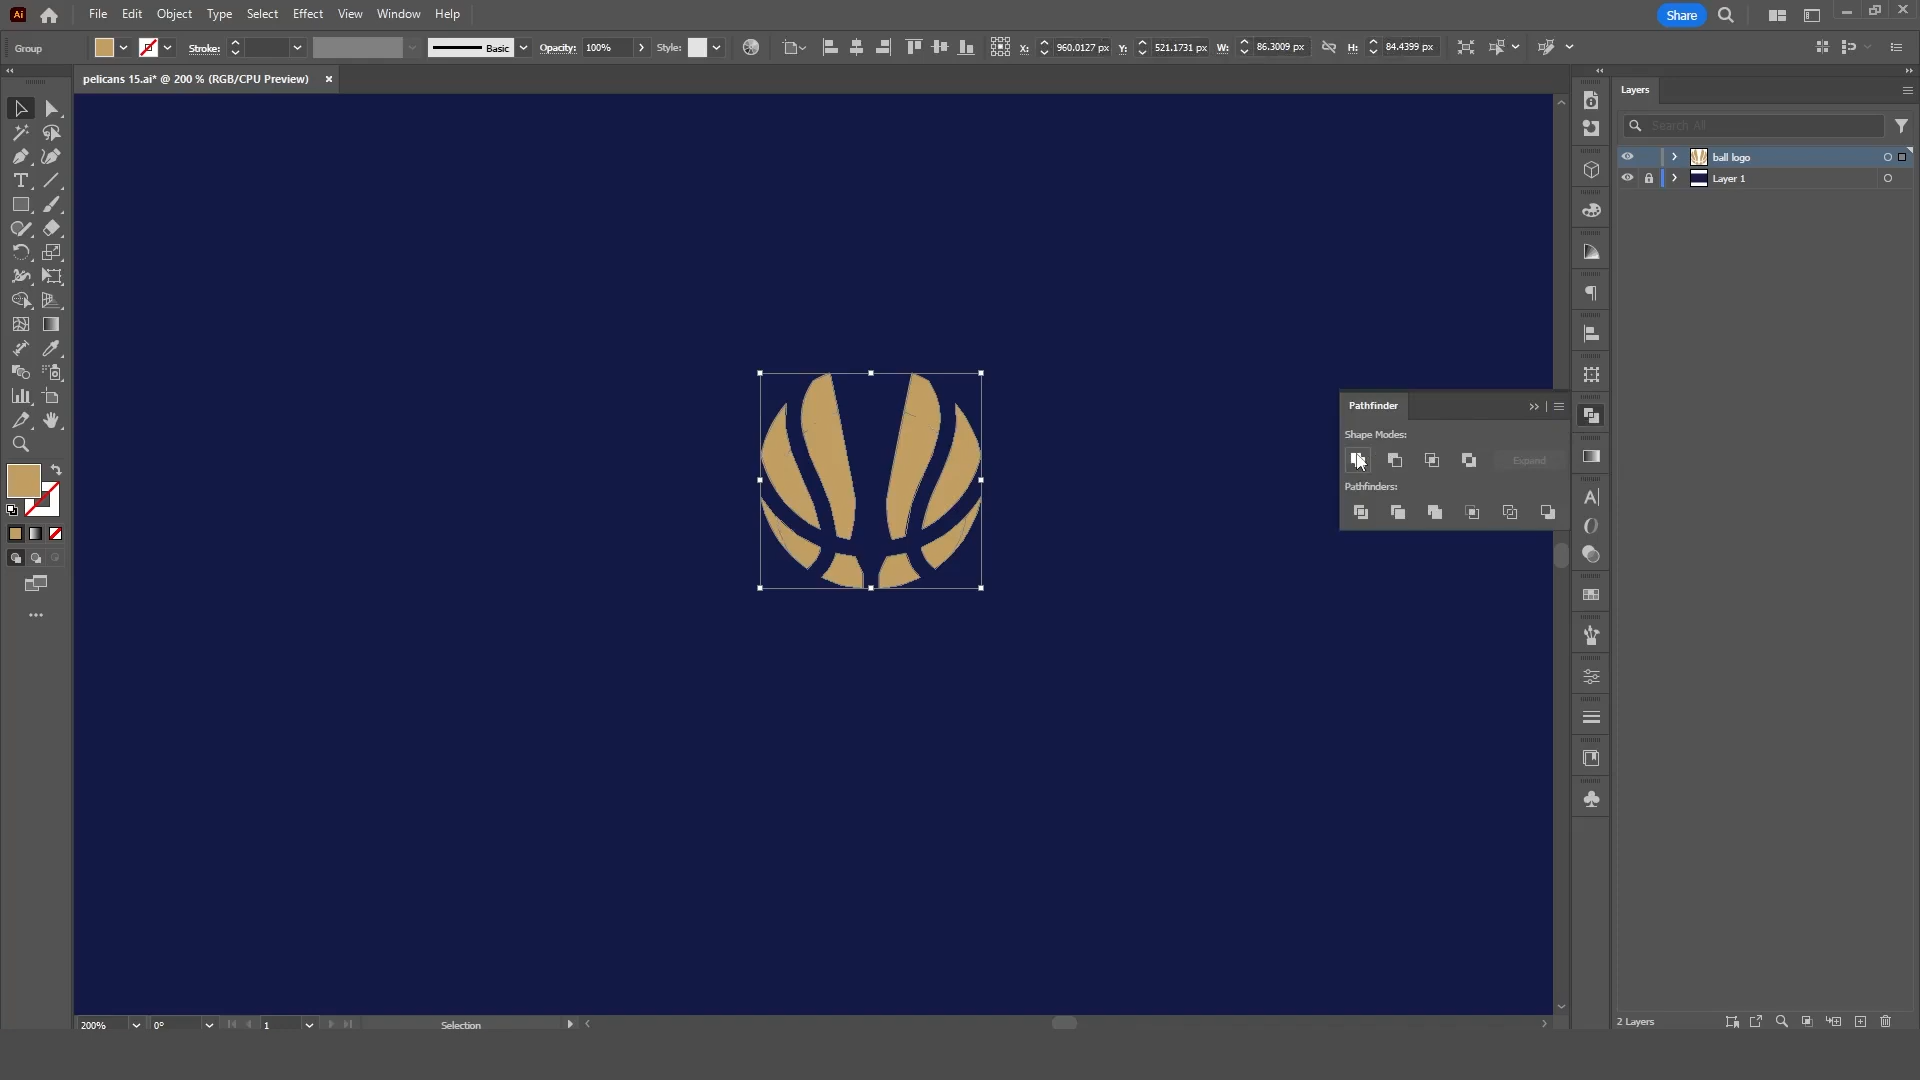 Ai File Edit Object Type Select Effect View Window Help Share
Group Stroke: Basic Opacity: 100% Style: X: 960.0127 px Y: 521.1731 px W: 86.3009 px H: 84.4399 px
pelicans 15.ai* @ 200 % (RGB/CPU Preview)
Layers
Search All
ball logo
Layer 1
Pathfinder
Shape Modes:
Expand
Pathfinders:
200% 0° 1 Selection
2 Layers